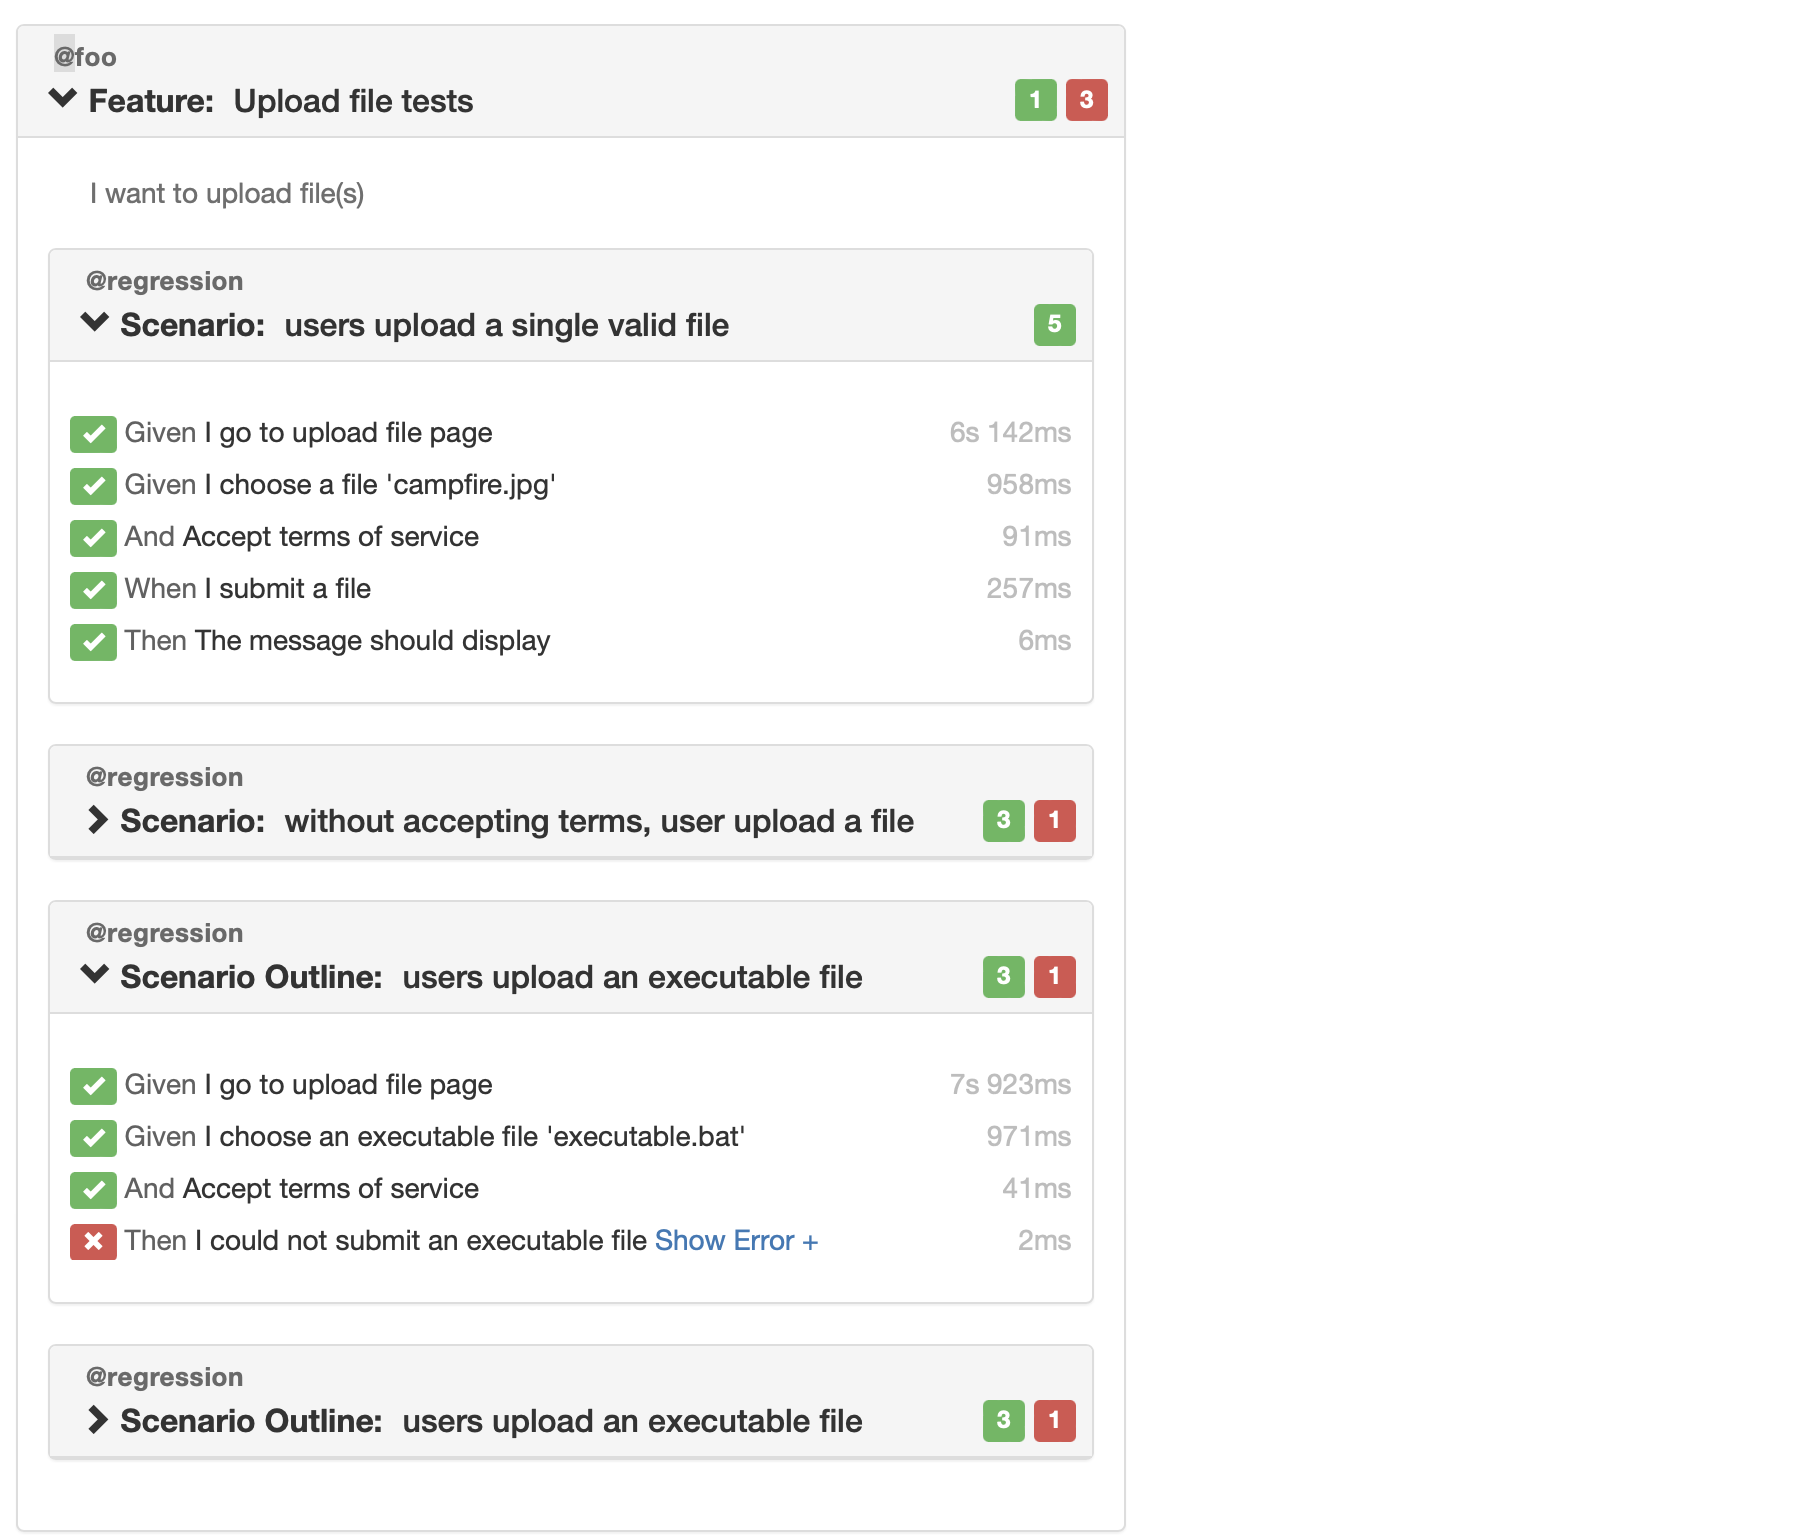 @foo
Feature: Upload file tests 1 3
I want to upload file(s)
@regression
Scenario: users upload a single valid file 5
Given I go to upload file page 6s 142ms
Given I choose a file 'campfire.jpg' 958ms
And Accept terms of service 91ms
When I submit a file 257ms
Then The message should display 6ms
@regression
Scenario: without accepting terms, user upload a file 3 1
@regression
Scenario Outline: users upload an executable file 3 1
Given I go to upload file page 7s 923ms
Given I choose an executable file 'executable.bat' 971ms
And Accept terms of service 41ms
Then I could not submit an executable file Show Error + 2ms
@regression
Scenario Outline: users upload an executable file 3 1